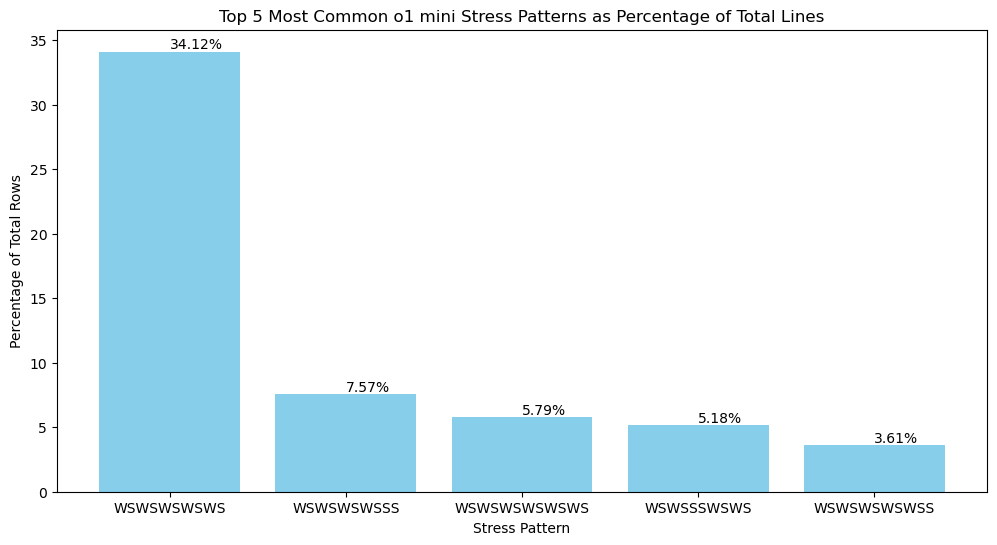 Top 5 Most Common o1 mini Stress Patterns as Percentage of Total Lines
Percentage of Total Rows
35
30
25
20
15
10
5
0
34.12%
7.57%
5.79%
5.18%
3.61%
WSWSWSWSWS
WSWSWSWSSS
WSWSWSWSWSWS
WSWSSSWSWS
WSWSWSWSWSS
Stress Pattern